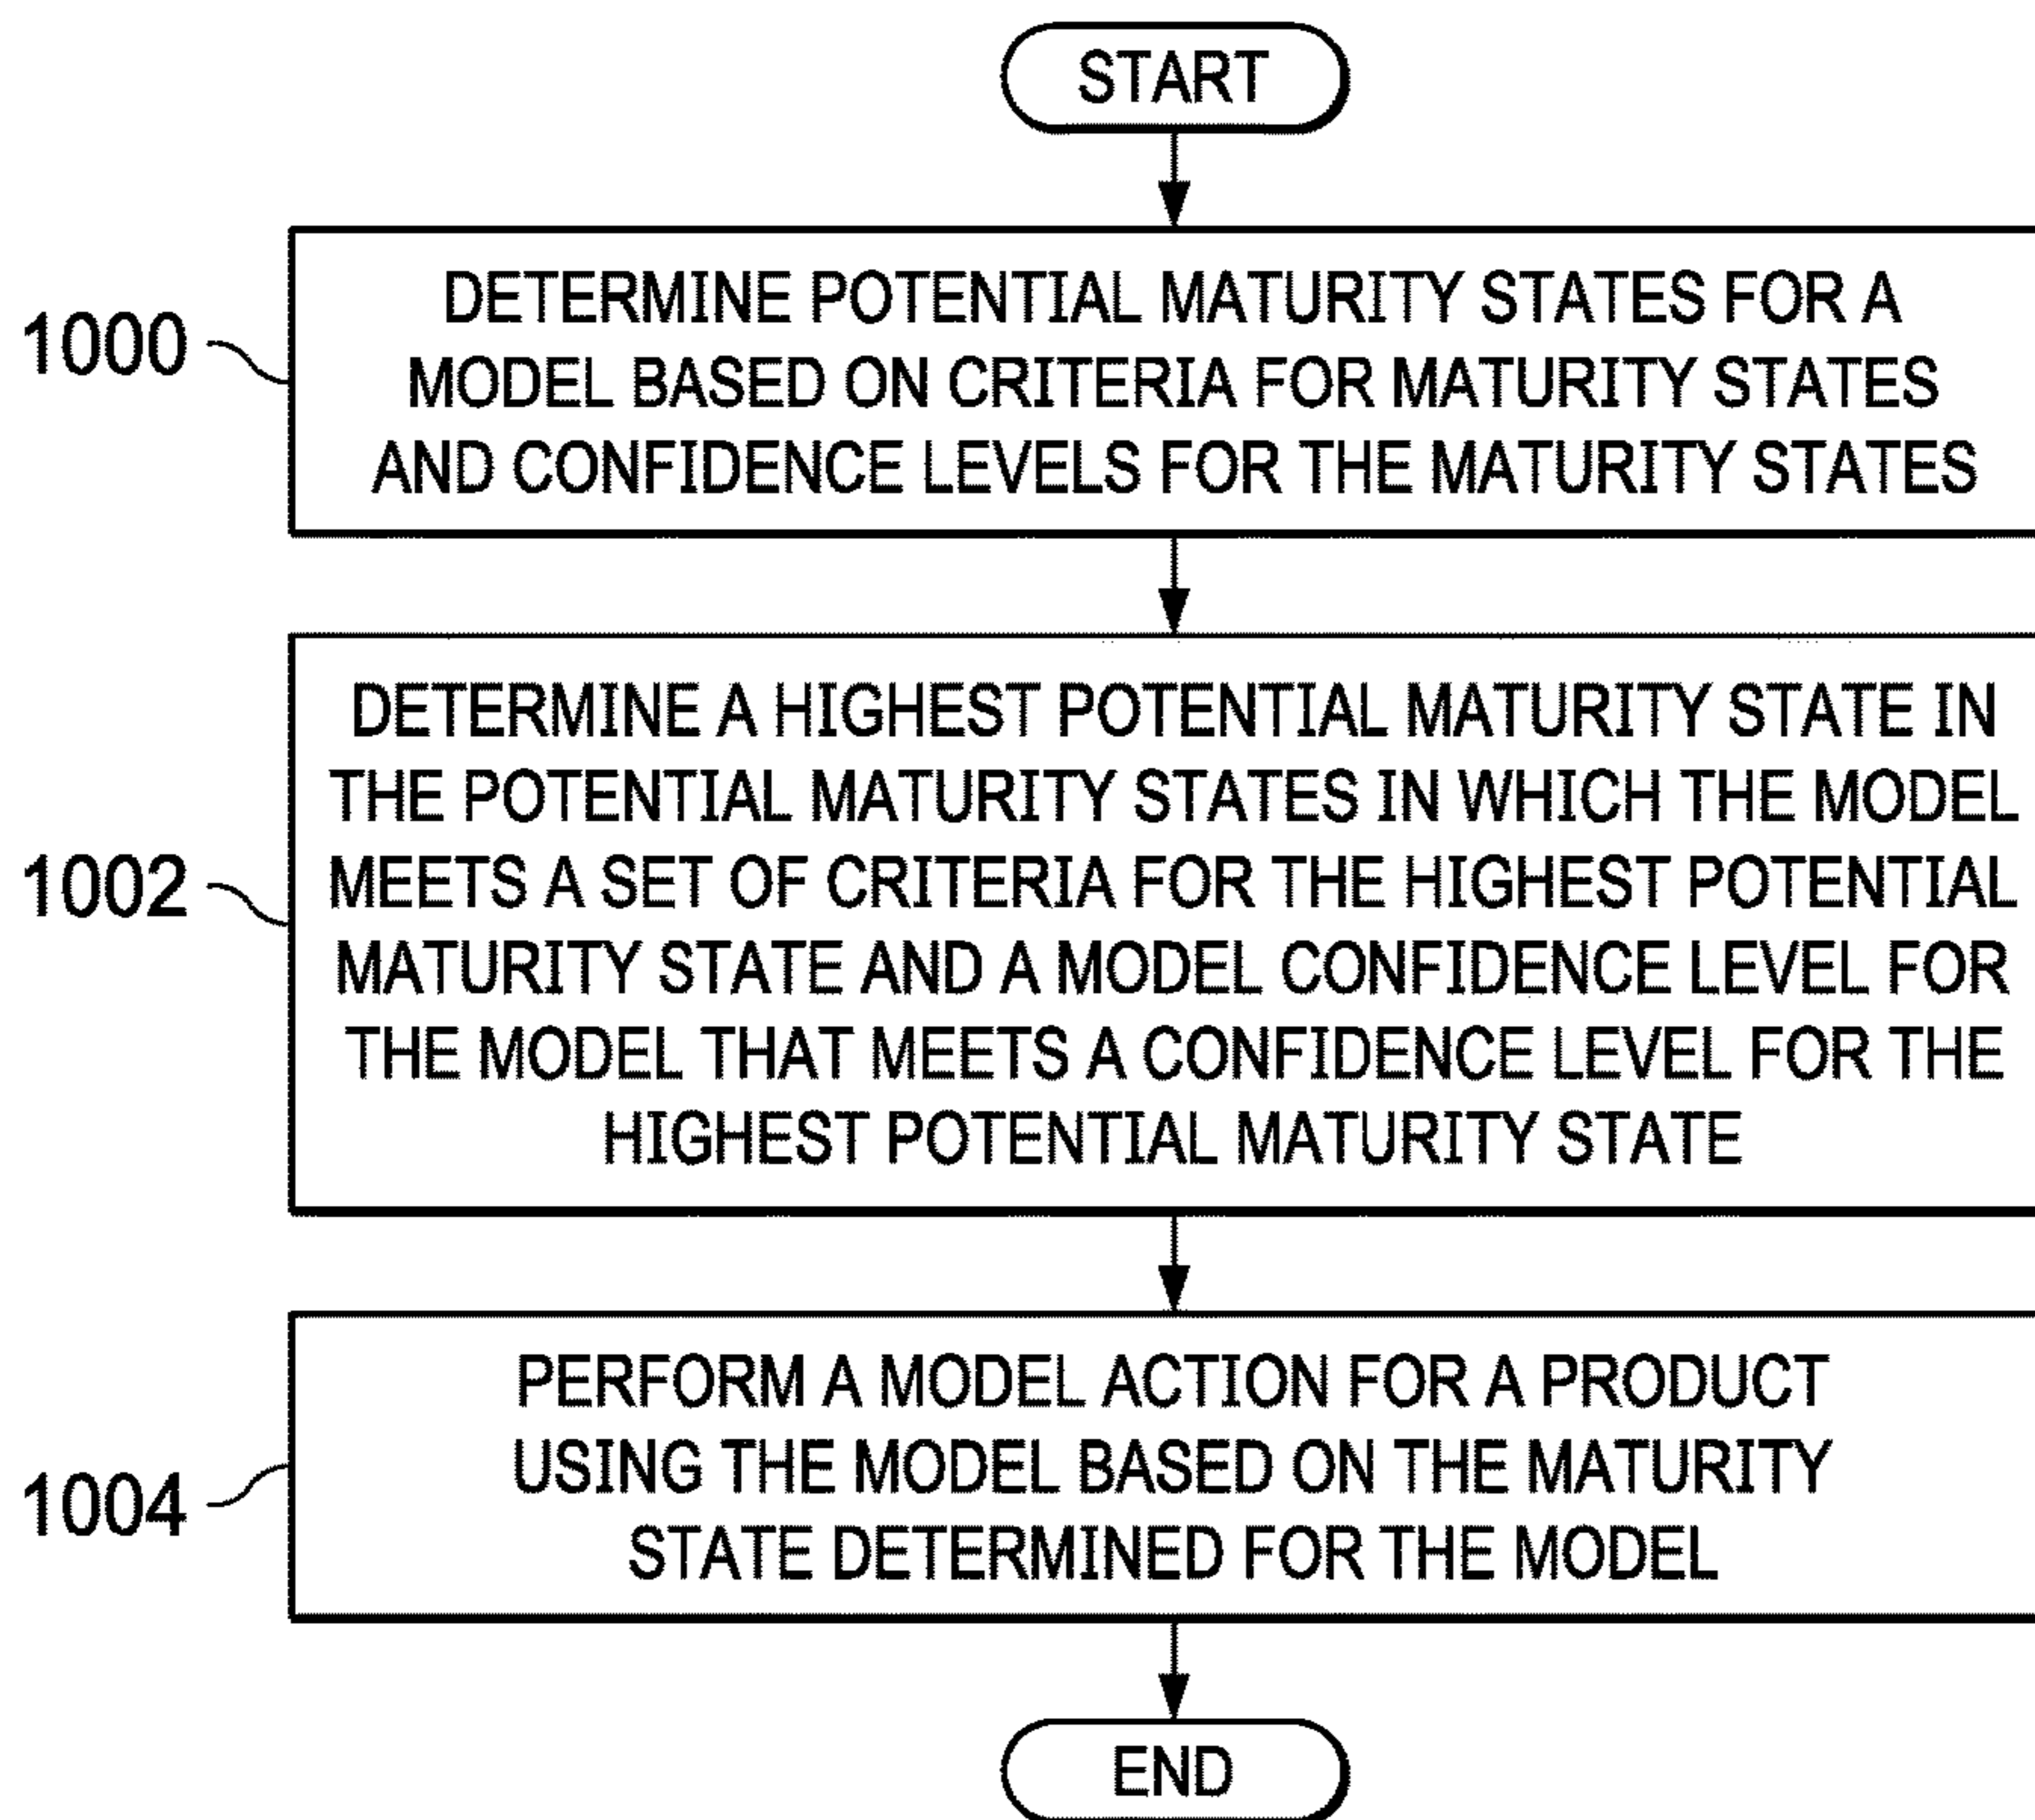 START
1000
DETERMINE POTENTIAL MATURITY STATES FOR A
MODEL BASED ON CRITERIA FOR MATURITY STATES
AND CONFIDENCE LEVELS FOR THE MATURITY STATES
1002
DETERMINE A HIGHEST POTENTIAL MATURITY STATE IN
THE POTENTIAL MATURITY STATES IN WHICH THE MODEL
MEETS A SET OF CRITERIA FOR THE HIGHEST POTENTIAL
MATURITY STATE AND A MODEL CONFIDENCE LEVEL FOR
THE MODEL THAT MEETS A CONFIDENCE LEVEL FOR THE
HIGHEST POTENTIAL MATURITY STATE
1004
PERFORM A MODEL ACTION FOR A PRODUCT
USING THE MODEL BASED ON THE MATURITY
STATE DETERMINED FOR THE MODEL
END